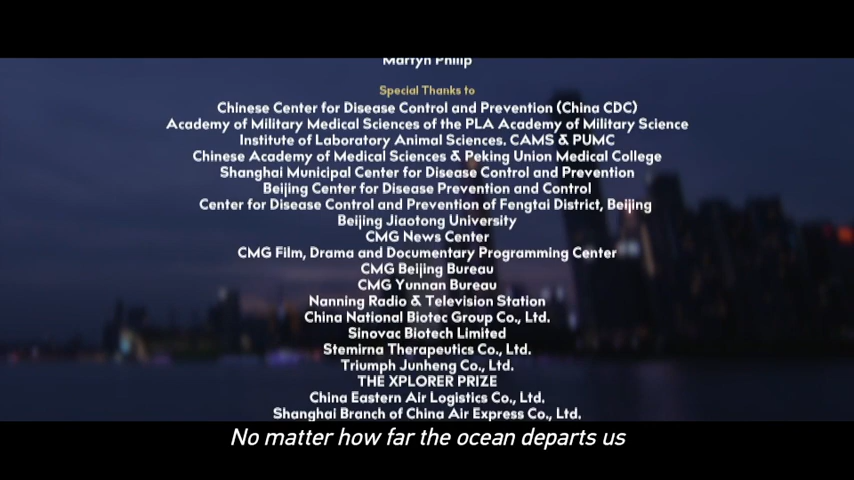 Martyn Philip
Special Thanks to
Chinese Center for Disease Control and Prevention (China CDC)
Academy of Military Medical Sciences of the PLA Academy of Military Science
Institute of Laboratory Animal Sciences, CAMS & PUMC
Chinese Academy of Medical Sciences & Peking Union Medical College
Shanghai Municipal Center for Disease Control and Prevention
Beijing Center for Disease Prevention and Control
Center for Disease Control and Prevention of Fengtai District, Beijing
Beijing Jiaotong University
CMG News Center
CMG Film, Drama and Documentary Programming Center
CMG Beijing Bureau
CMG Yunnan Bureau
Nanning Radio & Television Station
China National Biotec Group Co., Ltd.
Sinovac Biotech Limited
Stemirna Therapeutics Co., Ltd.
Triumph Junheng Co., Ltd.
THE XPLORER PRIZE
China Eastern Air Logistics Co., Ltd.
Shanghai Branch of China Air Express Co., Ltd.
No matter how far the ocean departs us